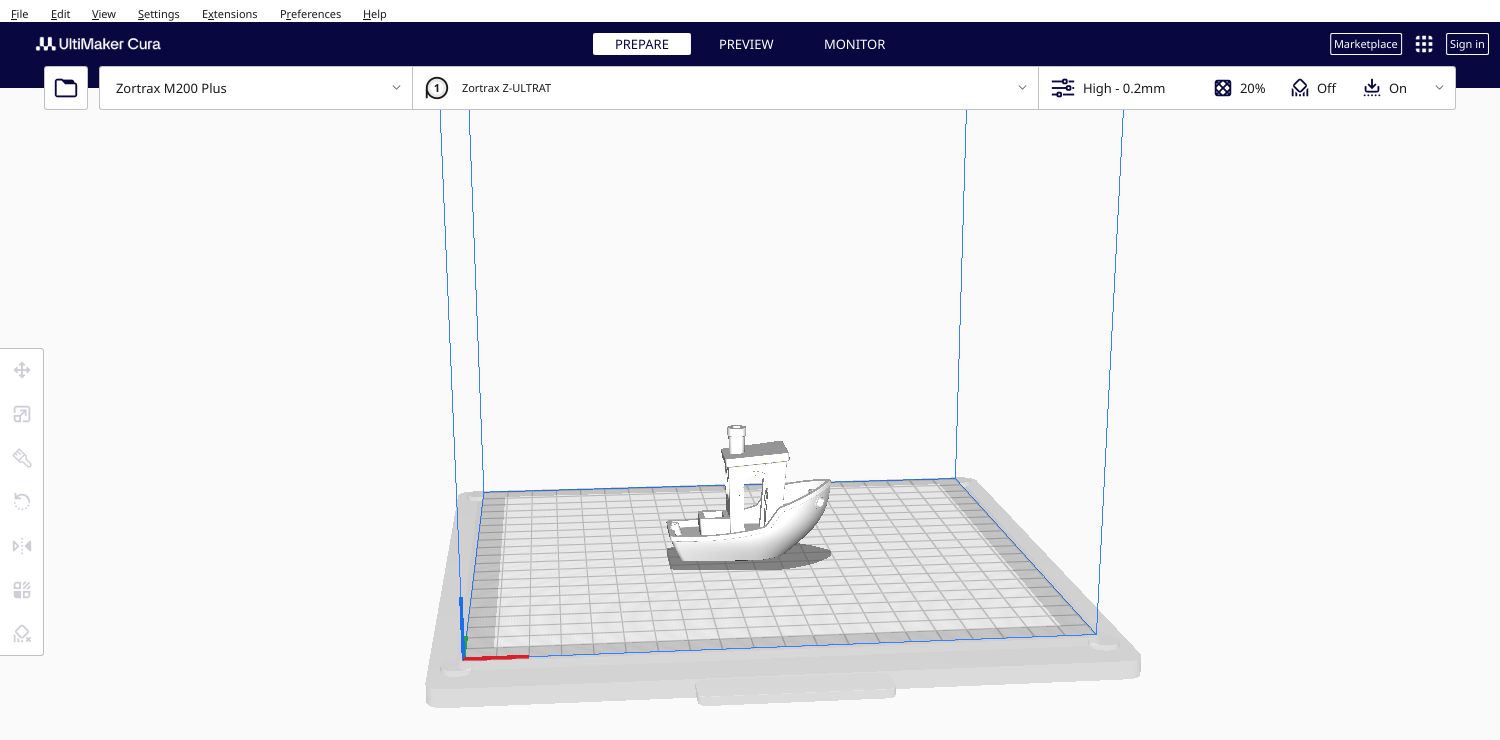 File Edit View Settings Extensions Preferences Help
UltiMaker Cura PREPARE PREVIEW MONITOR Marketplace Sign in
Zortrax M200 Plus 1 Zortrax Z-ULTRAT High - 0.2mm 20% Off On